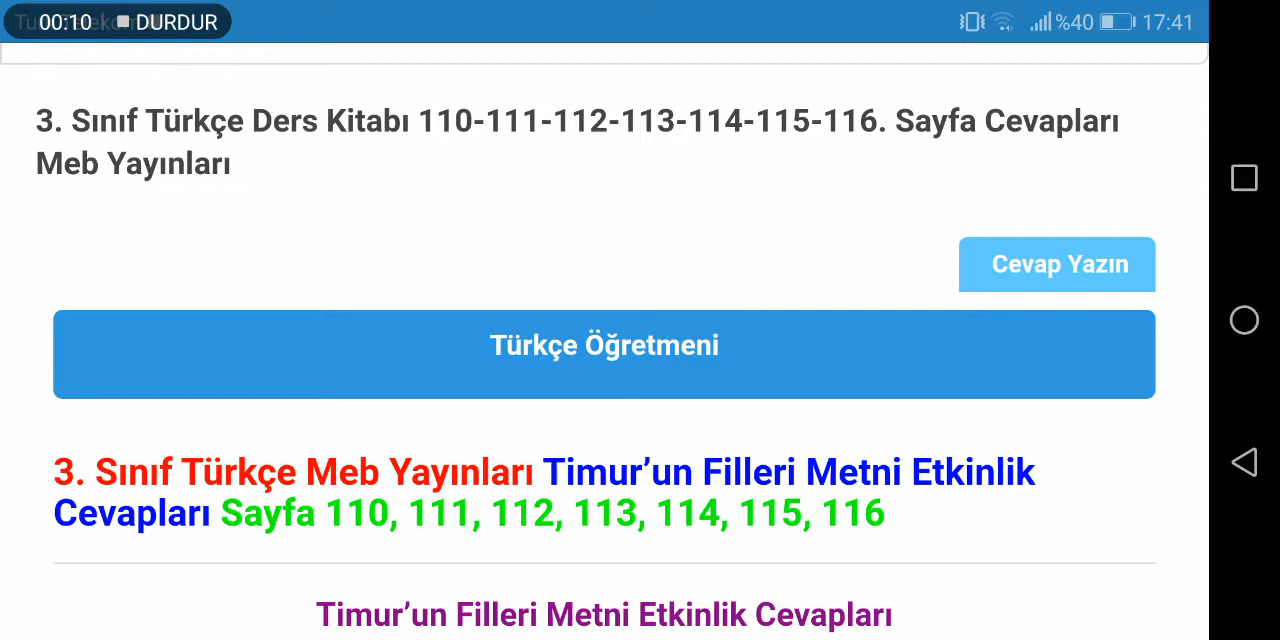 00:10 DURDUR %40 17:41
3. Sınıf Türkçe Ders Kitabı 110-111-112-113-114-115-116. Sayfa Cevapları
Meb Yayınları
Cevap Yazın
Türkçe Öğretmeni
3. Sınıf Türkçe Meb Yayınları Timur’un Filleri Metni Etkinlik
Cevapları Sayfa 110, 111, 112, 113, 114, 115, 116
Timur’un Filleri Metni Etkinlik Cevapları